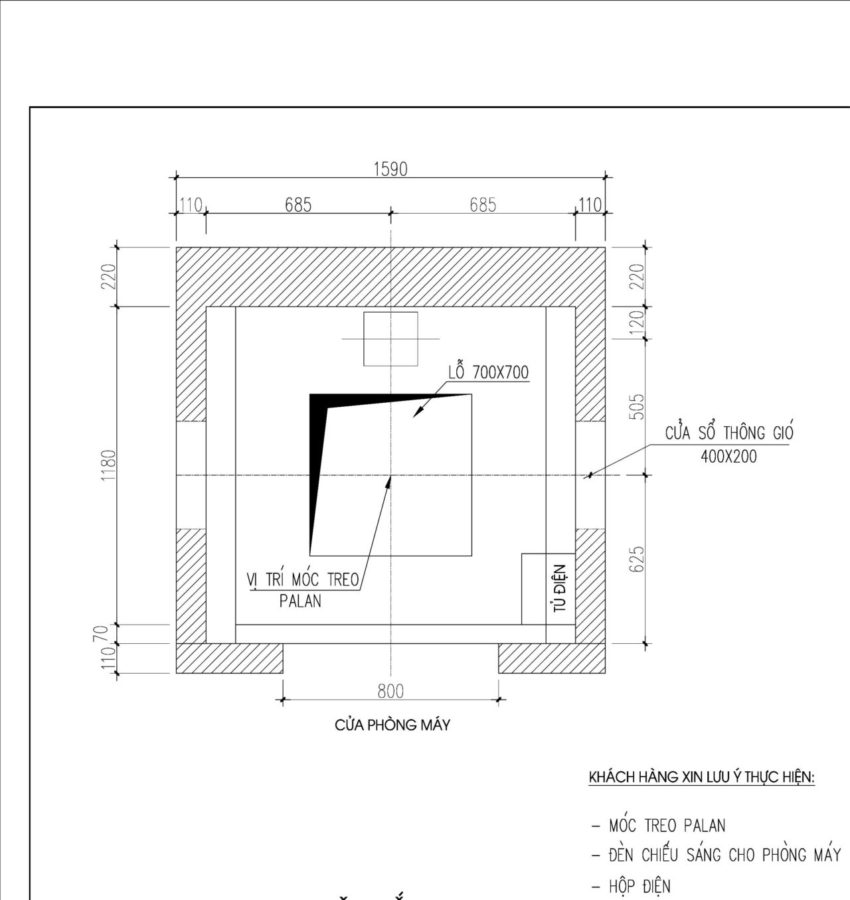 1590
110 685 685 110
220 220
120
LỖ 700X700
505
CỬA SỔ THÔNG GIÓ
400X200
1180
625
VỊ TRÍ MÓC TREO
PALAN
TỦ ĐIỆN
70
110
800
CỬA PHÒNG MÁY
KHÁCH HÀNG XIN LƯU Ý THỰC HIỆN:
- MÓC TREO PALAN
- ĐÈN CHIẾU SÁNG CHO PHÒNG MÁY
- HỘP ĐIỆN